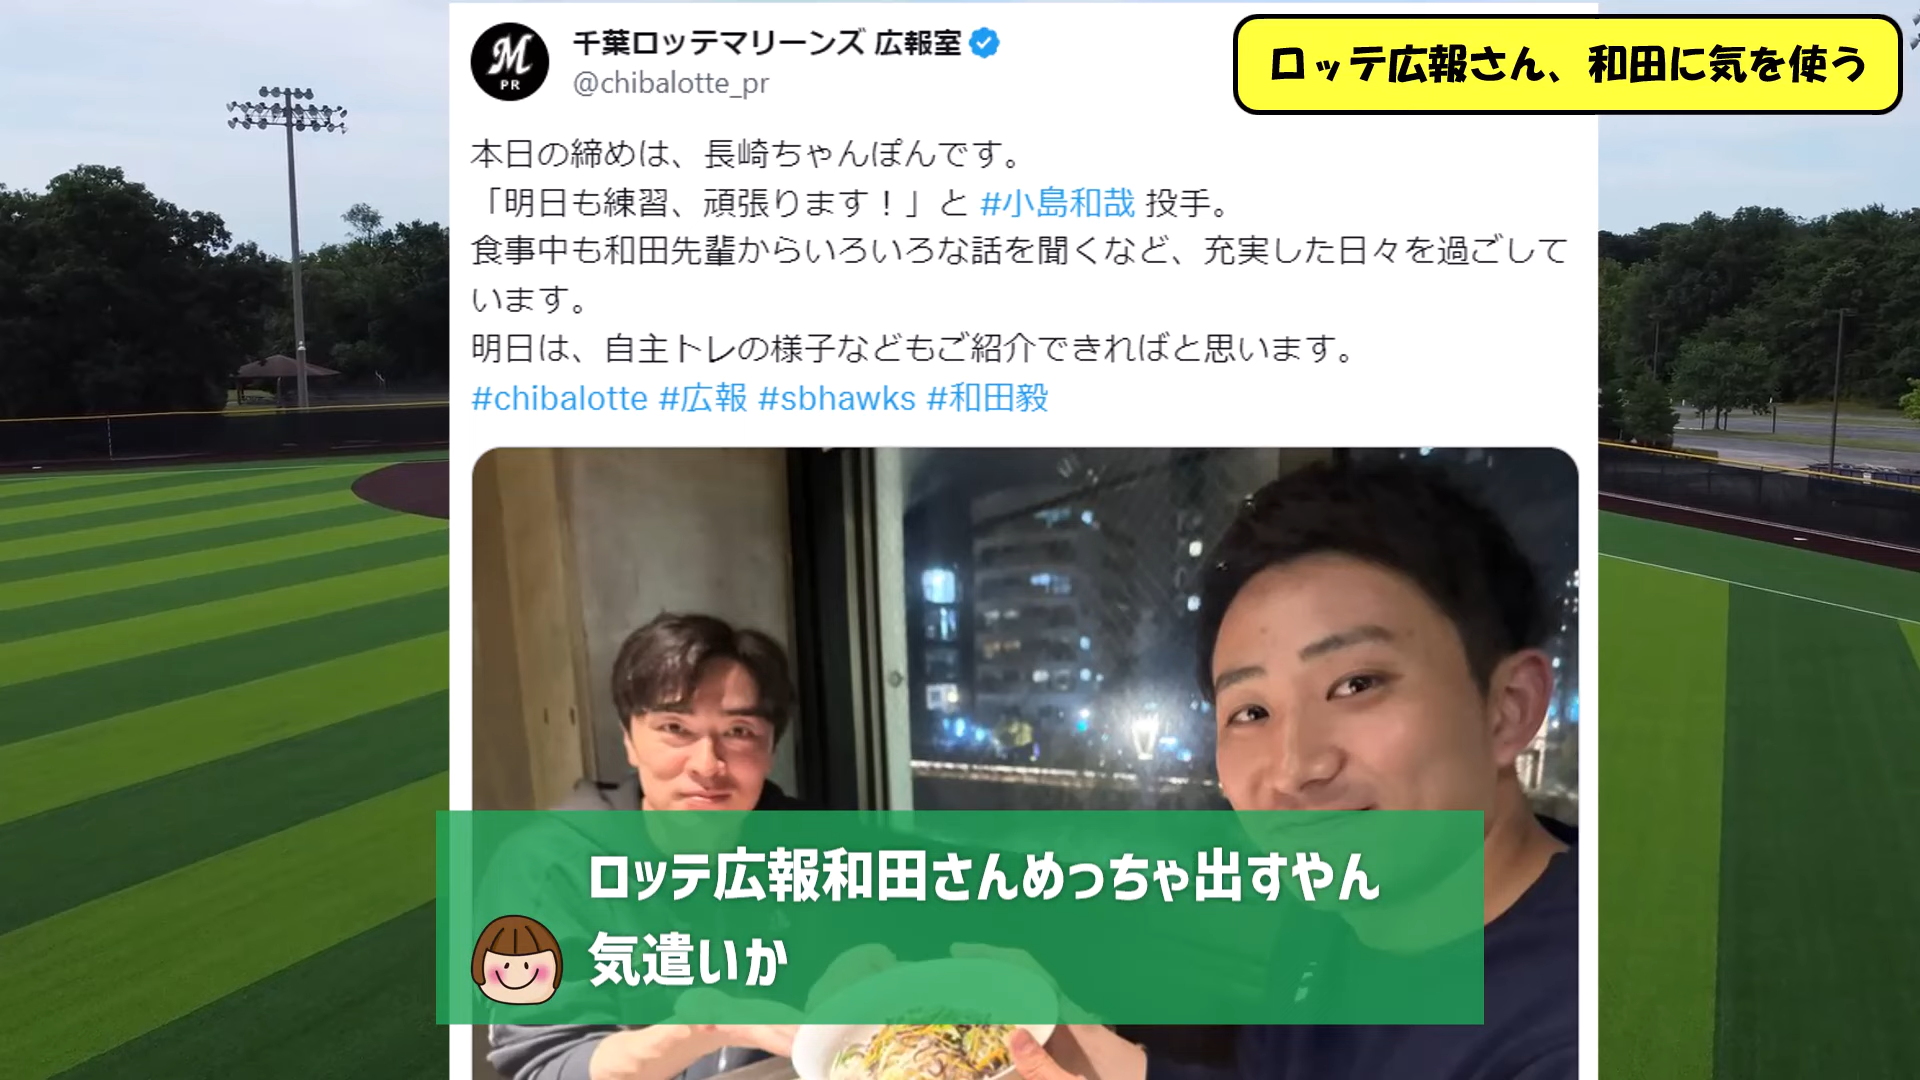 千葉ロッテマリーンズ 広報室
@chibalotte_pr
M
PR
ロッテ広報さん、和田に気を使う
本日の締めは、長崎ちゃんぽんです。
「明日も練習、頑張ります！」と #小島和哉 投手。
食事中も和田先輩からいろいろな話を聞くなど、充実した日々を過ごして
います。
明日は、自主トレの様子などもご紹介できればと思います。
#chibalotte #広報 #sbhawks #和田毅
ロッテ広報和田さんめっちゃ出すやん
気遣いか